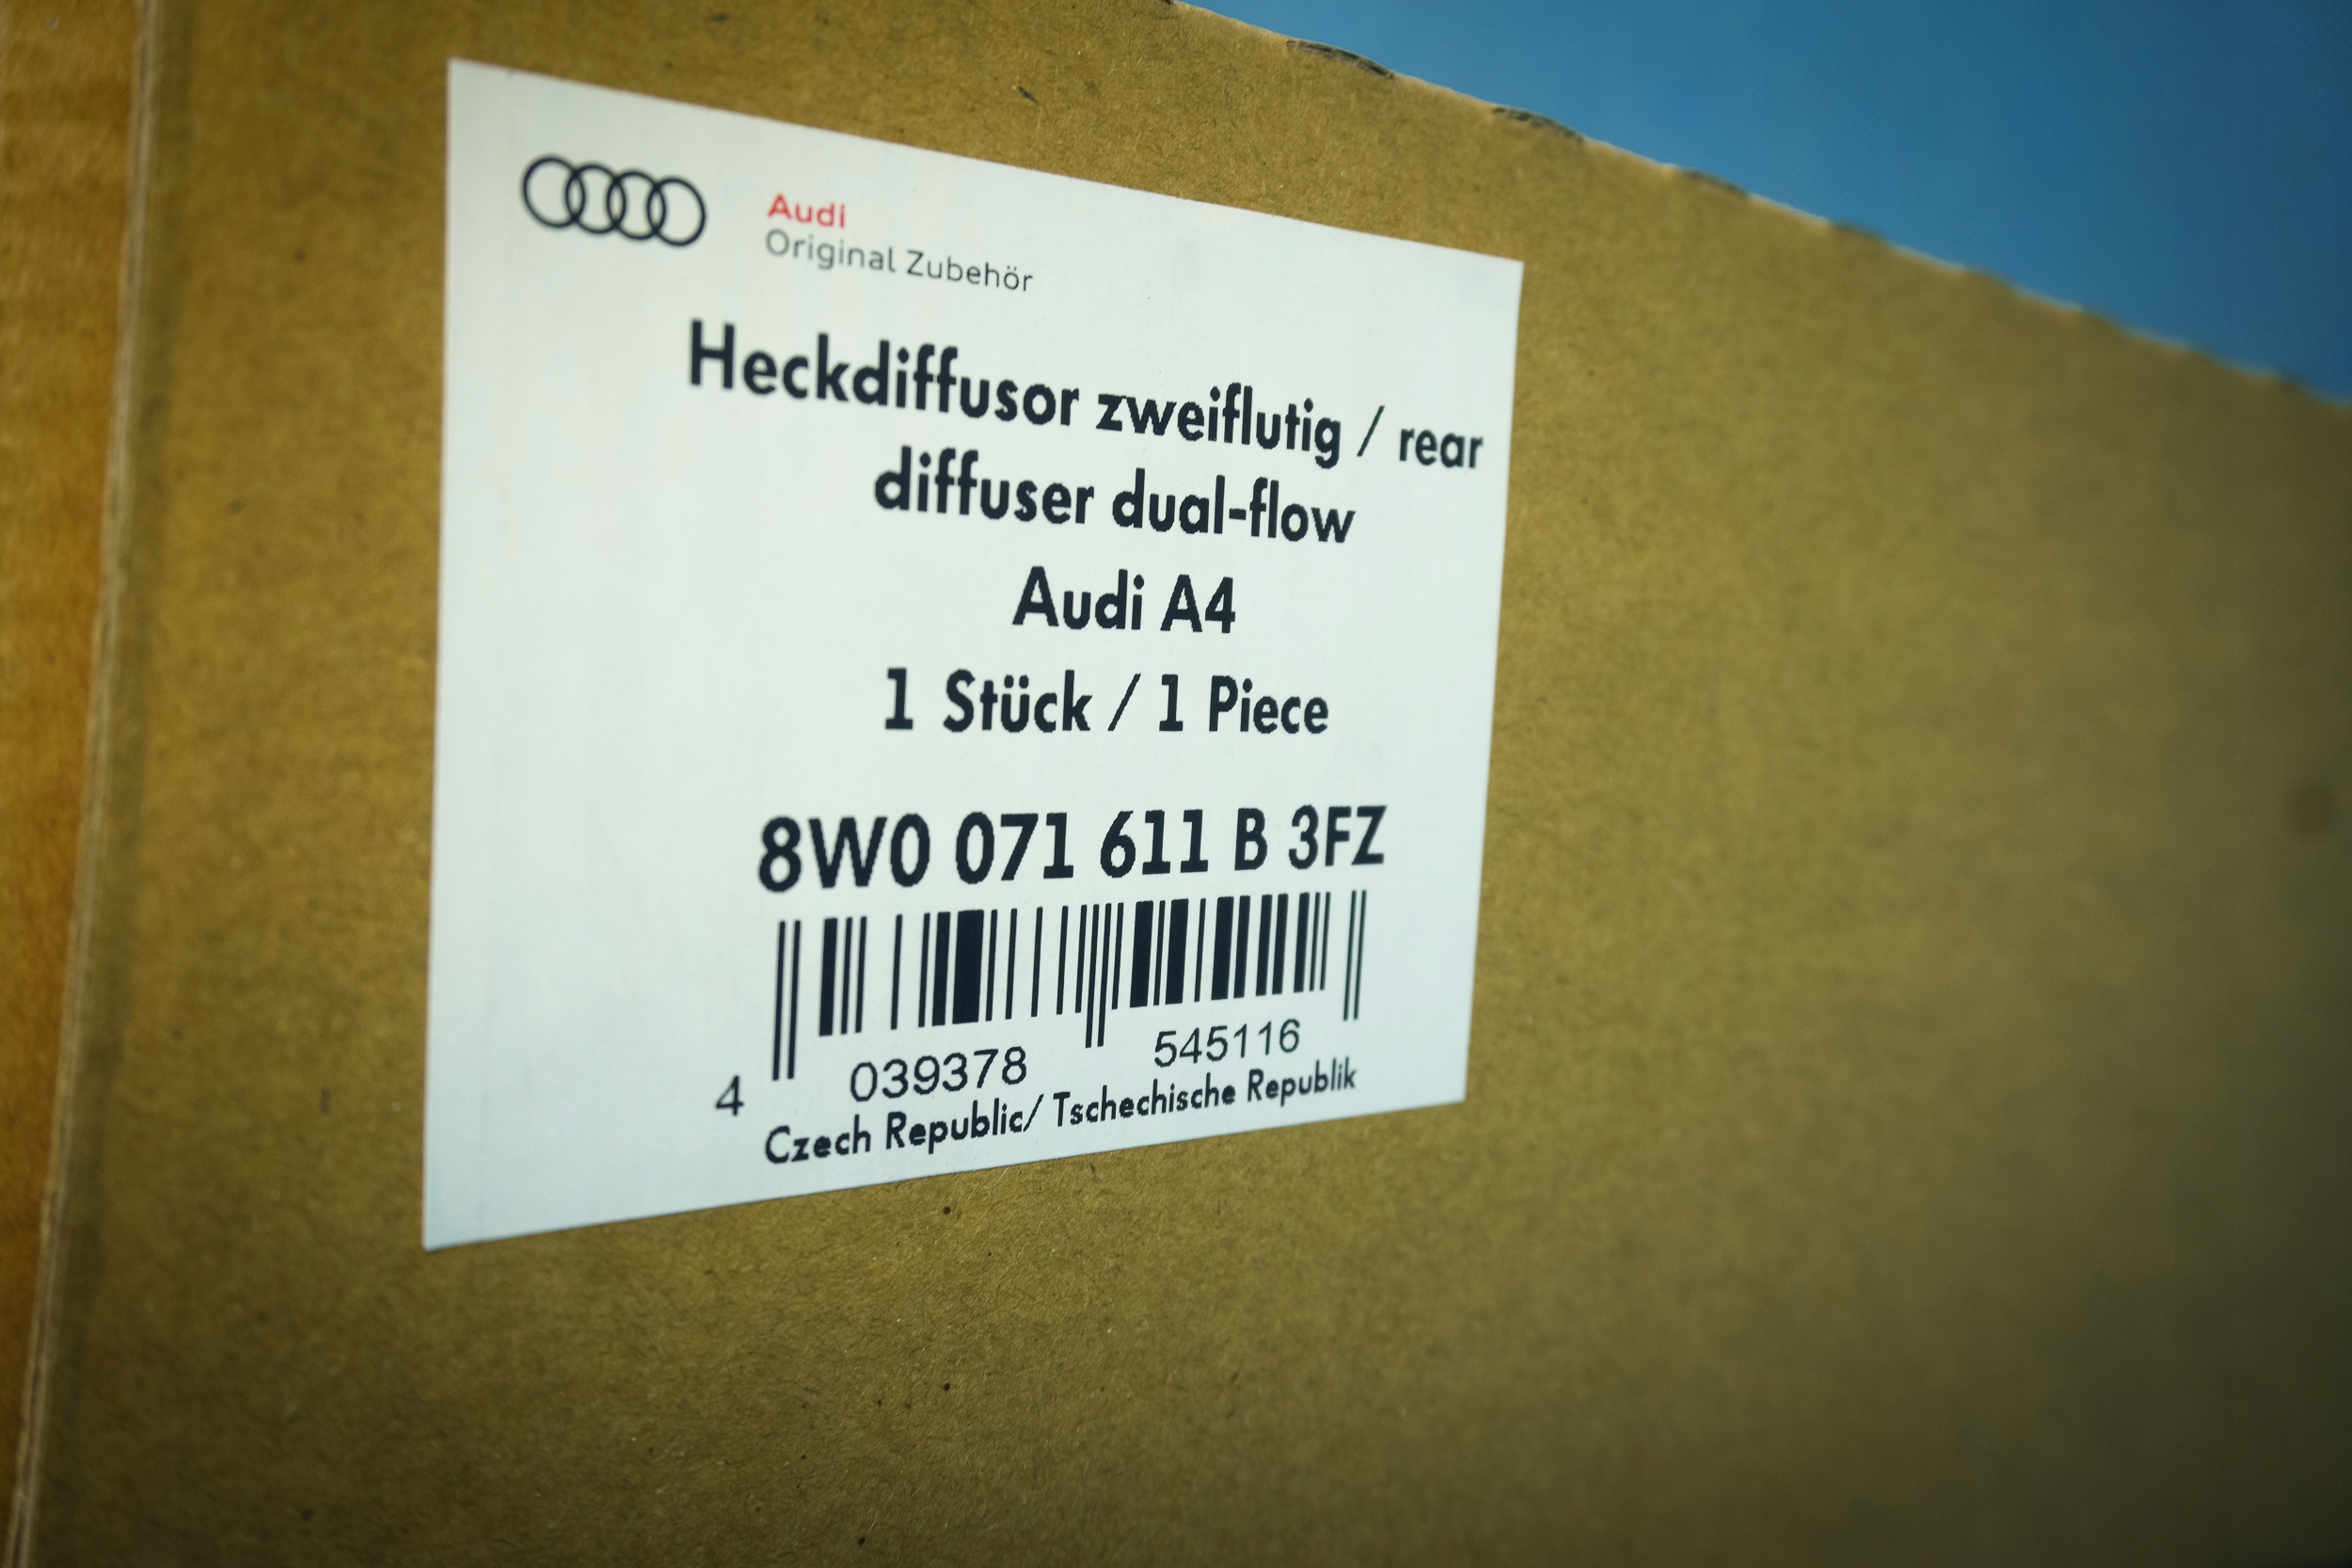 Audi
Original Zubehör
Heckdiffusor zweiflutig / rear
diffuser dual-flow
Audi A4
1 Stück / 1 Piece
8W0 071 611 B 3FZ
4 039378 545116
Czech Republic/ Tschechische Republik